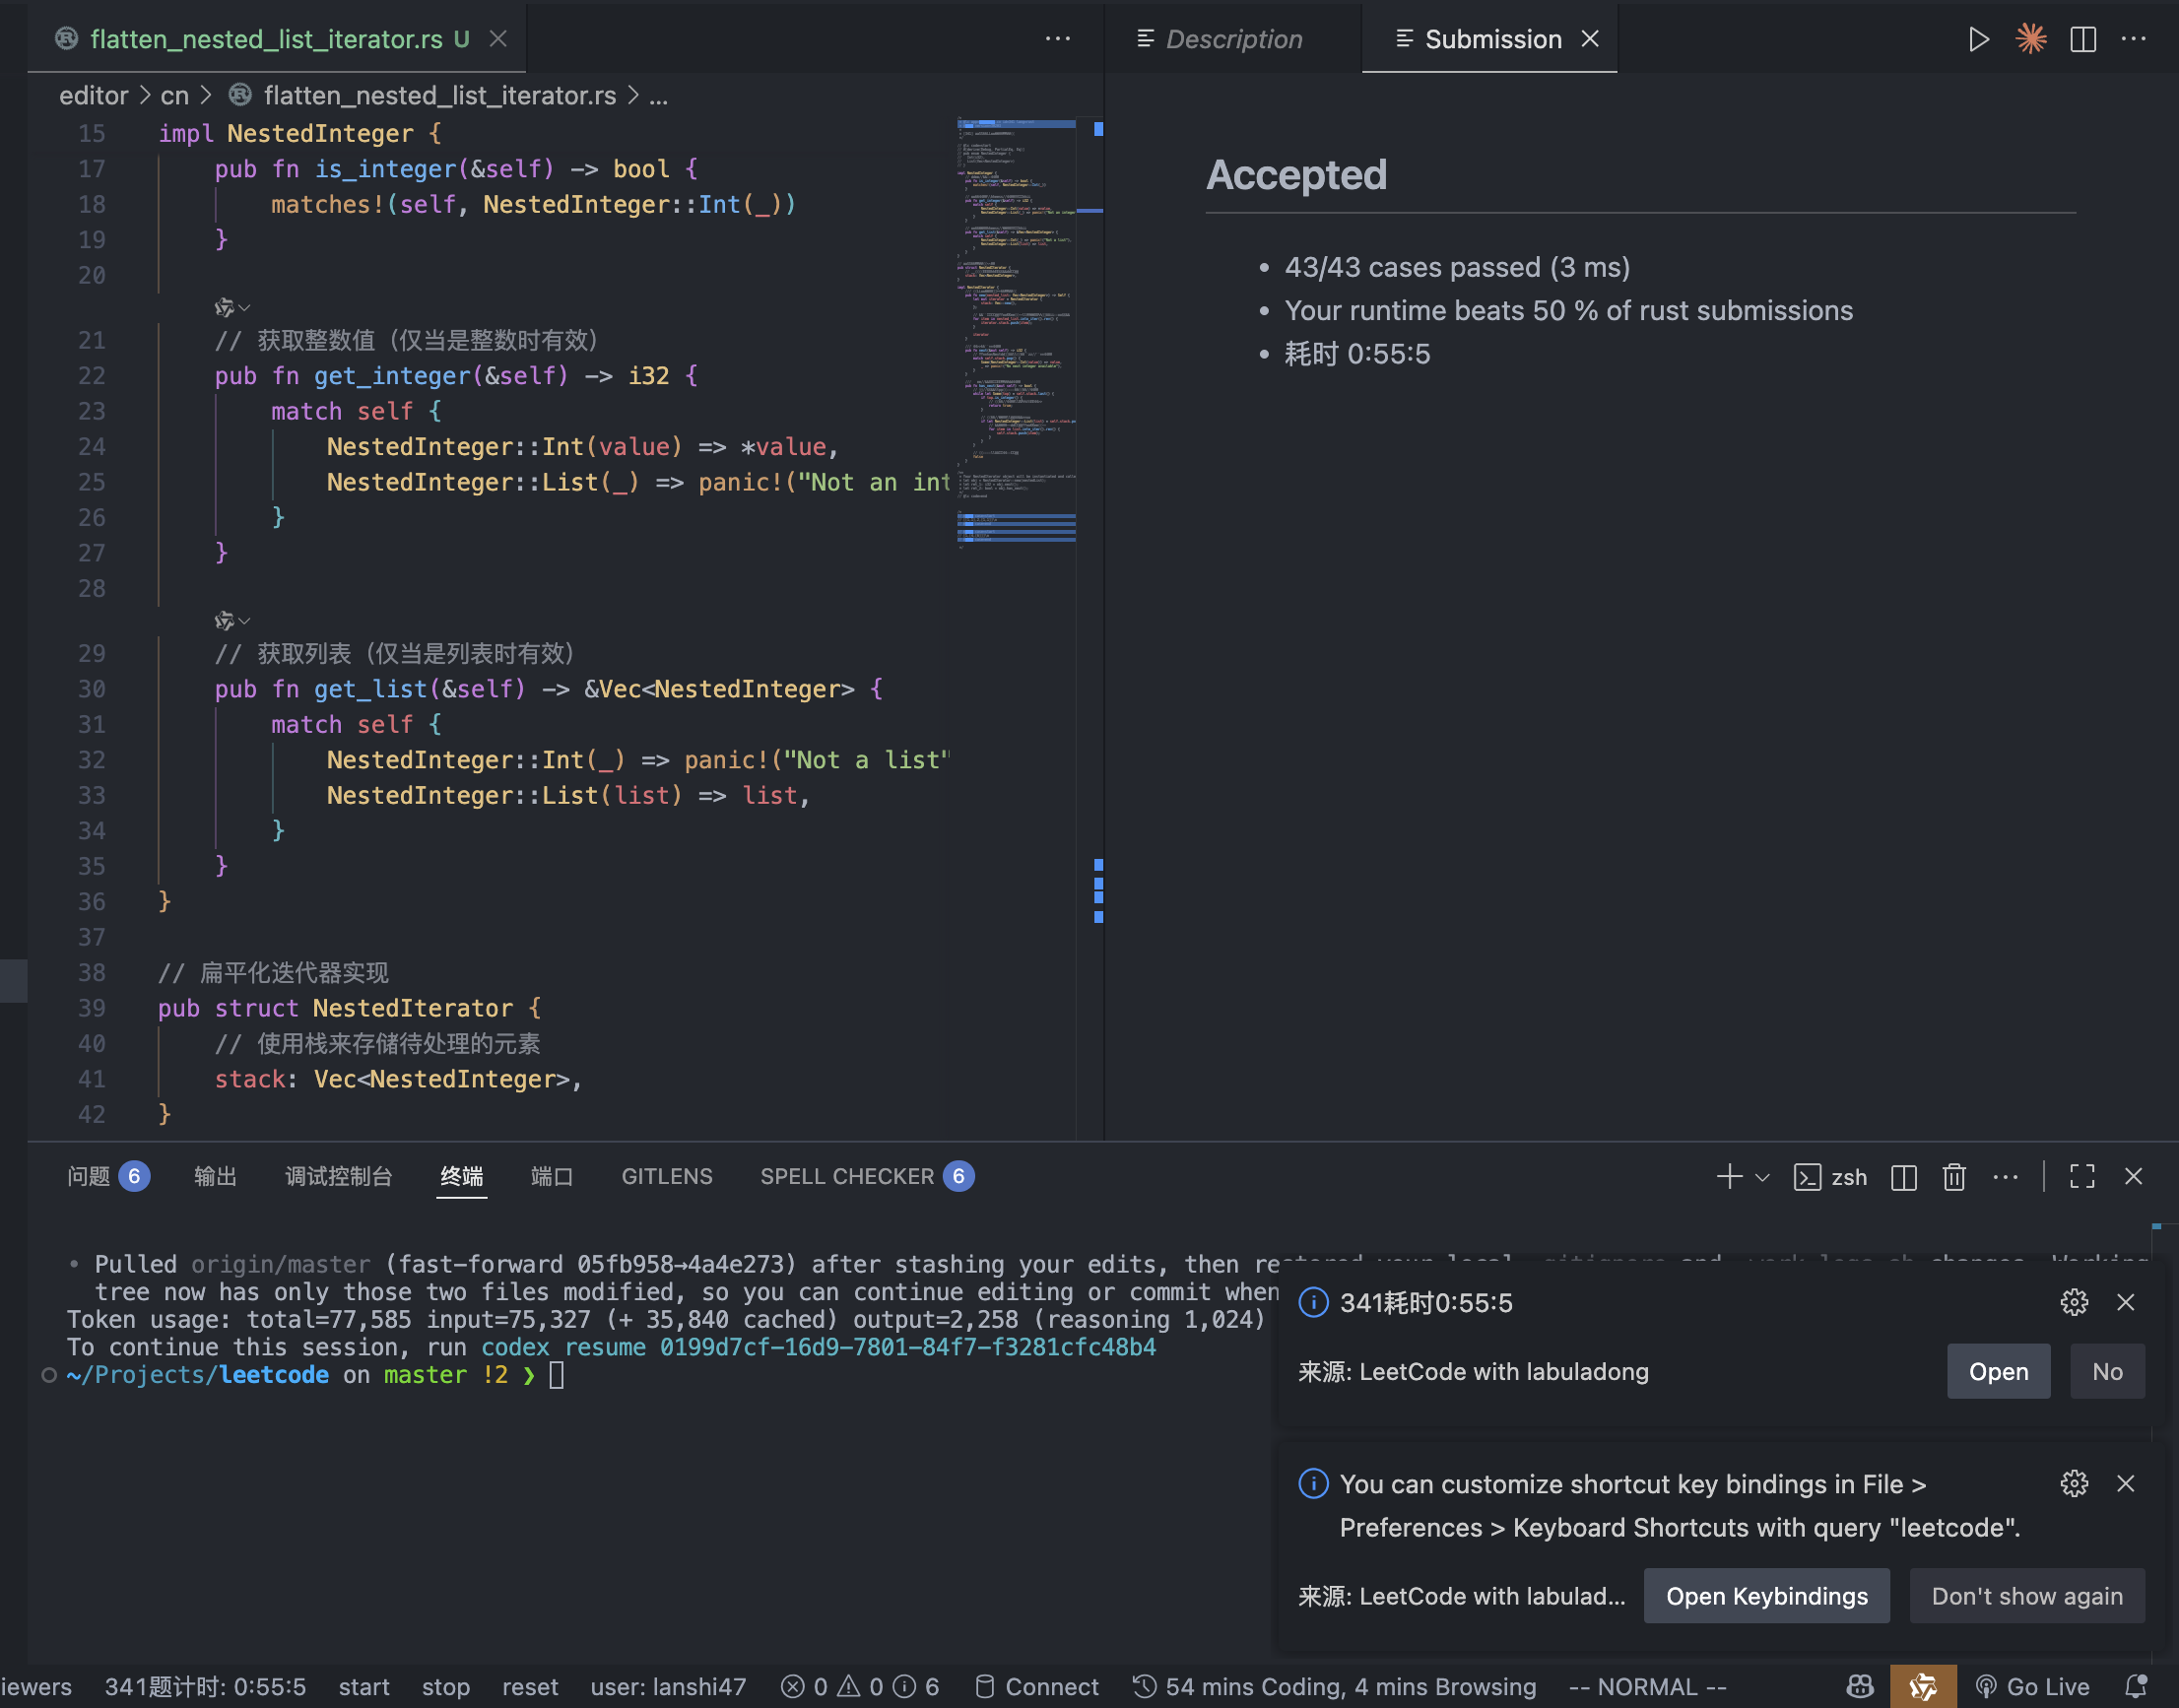 flatten_nested_list_iterator.rs U
Description
Submission
editor > cn > flatten_nested_list_iterator.rs > ...
15 impl NestedInteger {
17 pub fn is_integer(&self) -> bool {
18 matches!(self, NestedInteger::Int(_))
19 }
20
21 // 获取整数值（仅当是整数时有效）
22 pub fn get_integer(&self) -> i32 {
23 match self {
24 NestedInteger::Int(value) => *value,
25 NestedInteger::List(_) => panic!("Not an int
26 }
27 }
28
29 // 获取列表（仅当是列表时有效）
30 pub fn get_list(&self) -> &Vec<NestedInteger> {
31 match self {
32 NestedInteger::Int(_) => panic!("Not a list"
33 NestedInteger::List(list) => list,
34 }
35 }
36 }
37
38 // 扁平化迭代器实现
39 pub struct NestedIterator {
40 // 使用栈来存储待处理的元素
41 stack: Vec<NestedInteger>,
42 }
Accepted
• 43/43 cases passed (3 ms)
• Your runtime beats 50 % of rust submissions
• 耗时 0:55:5
问题 6 输出 调试控制台 终端 端口 GITLENS SPELL CHECKER 6
zsh
• Pulled origin/master (fast-forward 05fb958→4a4e273) after stashing your edits, then restored your local
tree now has only those two files modified, so you can continue editing or commit when
Token usage: total=77,585 input=75,327 (+ 35,840 cached) output=2,258 (reasoning 1,024)
To continue this session, run codex resume 0199d7cf-16d9-7801-84f7-f3281cfc48b4
~/Projects/leetcode on master !2 ❯
341耗时0:55:5
来源: LeetCode with labuladong
Open
No
You can customize shortcut key bindings in File >
Preferences > Keyboard Shortcuts with query "leetcode".
来源: LeetCode with labulad...
Open Keybindings
Don't show again
iewers 341题计时: 0:55:5 start stop reset user: lanshi47 0 0 6 Connect 54 mins Coding, 4 mins Browsing -- NORMAL -- Go Live